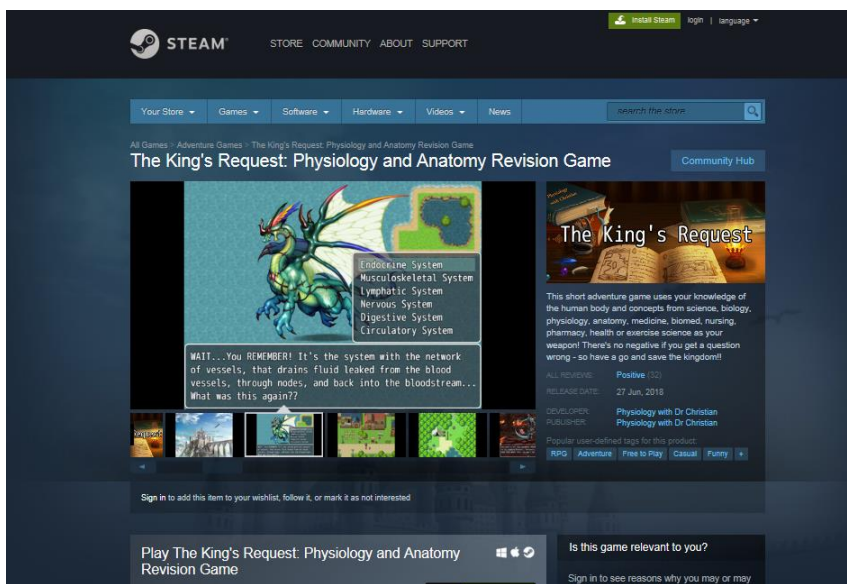 Install Steam login | language
STEAM
STORE COMMUNITY ABOUT SUPPORT
Your Store Games Software Hardware Videos News search the store
All Games > Adventure Games > The King's Request: Physiology and Anatomy Revision Game
The King's Request: Physiology and Anatomy Revision Game
Community Hub
Endocrine System
Musculoskeletal System
Lymphatic System
Nervous System
Digestive System
Circulatory System
WAIT...You REMEMBER! It's the system with the network
of vessels, that drains fluid leaked from the blood
vessels, through nodes, and back into the bloodstream...
What was this again??
Physiology
with Dr Christian
The King's Request
This short adventure game uses your knowledge of
the human body and concepts from science, biology,
physiology, anatomy, medicine, biomed, nursing,
pharmacy, health or exercise science as your
weapon! There's no negative if you get a question
wrong - so have a go and save the kingdom!!
ALL REVIEWS: Positive (32)
RELEASE DATE: 27 Jun, 2018
DEVELOPER: Physiology with Dr Christian
PUBLISHER: Physiology with Dr Christian
Popular user-defined tags for this product:
RPG Adventure Free to Play Casual Funny +
Sign in to add this item to your wishlist, follow it, or mark it as not interested
Play The King's Request: Physiology and Anatomy
Revision Game
Is this game relevant to you?
Sign in to see reasons why you may or may